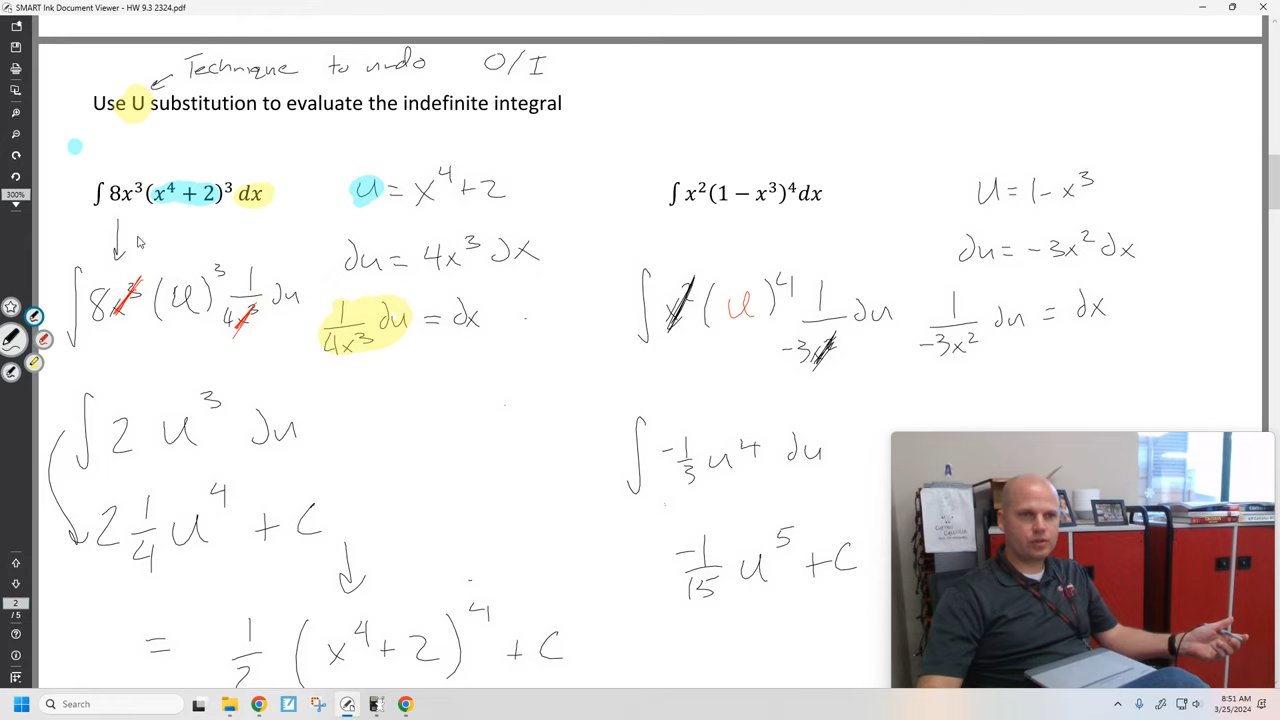 SMART Ink Document Viewer - HW 9.3 2324.pdf
Technique to undo O/I
Use U substitution to evaluate the indefinite integral
∫ 8x³(x⁴ + 2)³ dx
u = x⁴ + 2
du = 4x³ dx
1/4x³ du = dx
∫ 8x³ (u)³ 1/4x³ du
∫ 2 u³ du
2 1/4 u⁴ + C
= 1/2 (x⁴ + 2)⁴ + C
∫ x²(1 − x³)⁴dx
u = 1 - x³
du = -3x² dx
1/-3x² du = dx
∫ x² (u)⁴ 1/-3x² du
∫ -1/3 u⁴ du
-1/15 u⁵ + C
300%
2
/ 5
Search
8:51 AM
3/25/2024